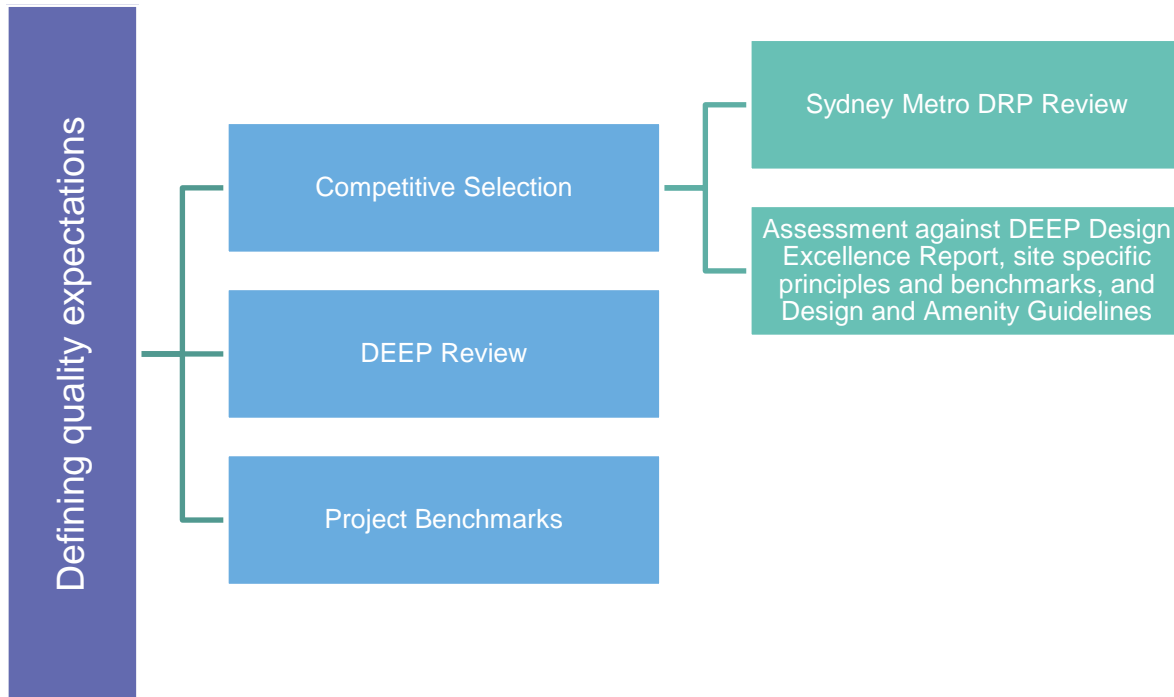 Defining quality expectations
Competitive Selection
DEEP Review
Project Benchmarks
Sydney Metro DRP Review
Assessment against DEEP Design
Excellence Report, site specific
principles and benchmarks, and
Design and Amenity Guidelines